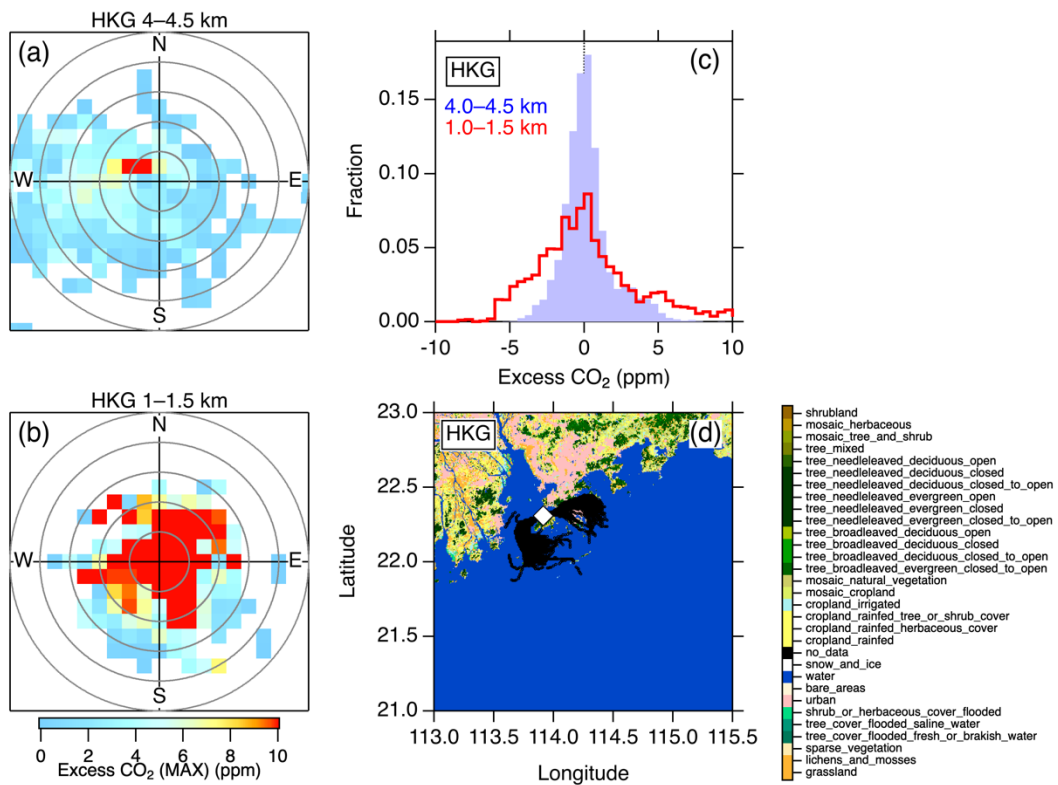 HKG 4–4.5 km
(a)
N
W
E
S
HKG
4.0–4.5 km
1.0–1.5 km
(c)
0.15
0.10
0.05
0.00
Fraction
-10
-5
0
5
10
Excess CO₂ (ppm)
HKG 1–1.5 km
(b)
N
W
E
S
0
2
4
6
8
10
Excess CO₂ (MAX) (ppm)
HKG
(d)
23.0
22.5
22.0
21.5
21.0
Latitude
113.0
113.5
114.0
114.5
115.0
115.5
Longitude
shrubland
mosaic_herbaceous
mosaic_tree_and_shrub
tree_mixed
tree_needleleaved_deciduous_open
tree_needleleaved_deciduous_closed
tree_needleleaved_deciduous_closed_to_open
tree_needleleaved_evergreen_open
tree_needleleaved_evergreen_closed
tree_needleleaved_evergreen_closed_to_open
tree_broadleaved_deciduous_open
tree_broadleaved_deciduous_closed
tree_broadleaved_deciduous_closed_to_open
tree_broadleaved_evergreen_closed_to_open
mosaic_natural_vegetation
mosaic_cropland
cropland_irrigated
cropland_rainfed_tree_or_shrub_cover
cropland_rainfed_herbaceous_cover
cropland_rainfed
no_data
snow_and_ice
water
bare_areas
urban
shrub_or_herbaceous_cover_flooded
tree_cover_flooded_saline_water
tree_cover_flooded_fresh_or_brakish_water
sparse_vegetation
lichens_and_mosses
grassland